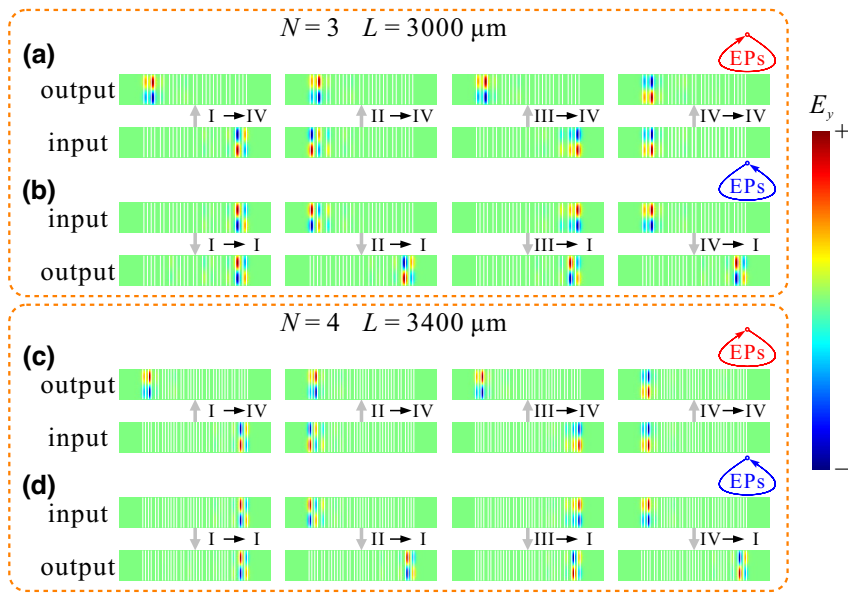 N = 3 L = 3000 μm
(a)
EPs
output
I → IV II → IV III → IV IV → IV
input
E_y
+
(b)
EPs
input
I → I II → I III → I IV → I
output
N = 4 L = 3400 μm
(c)
EPs
output
I → IV II → IV III → IV IV → IV
input
(d)
EPs
input
I → I II → I III → I IV → I
output
−